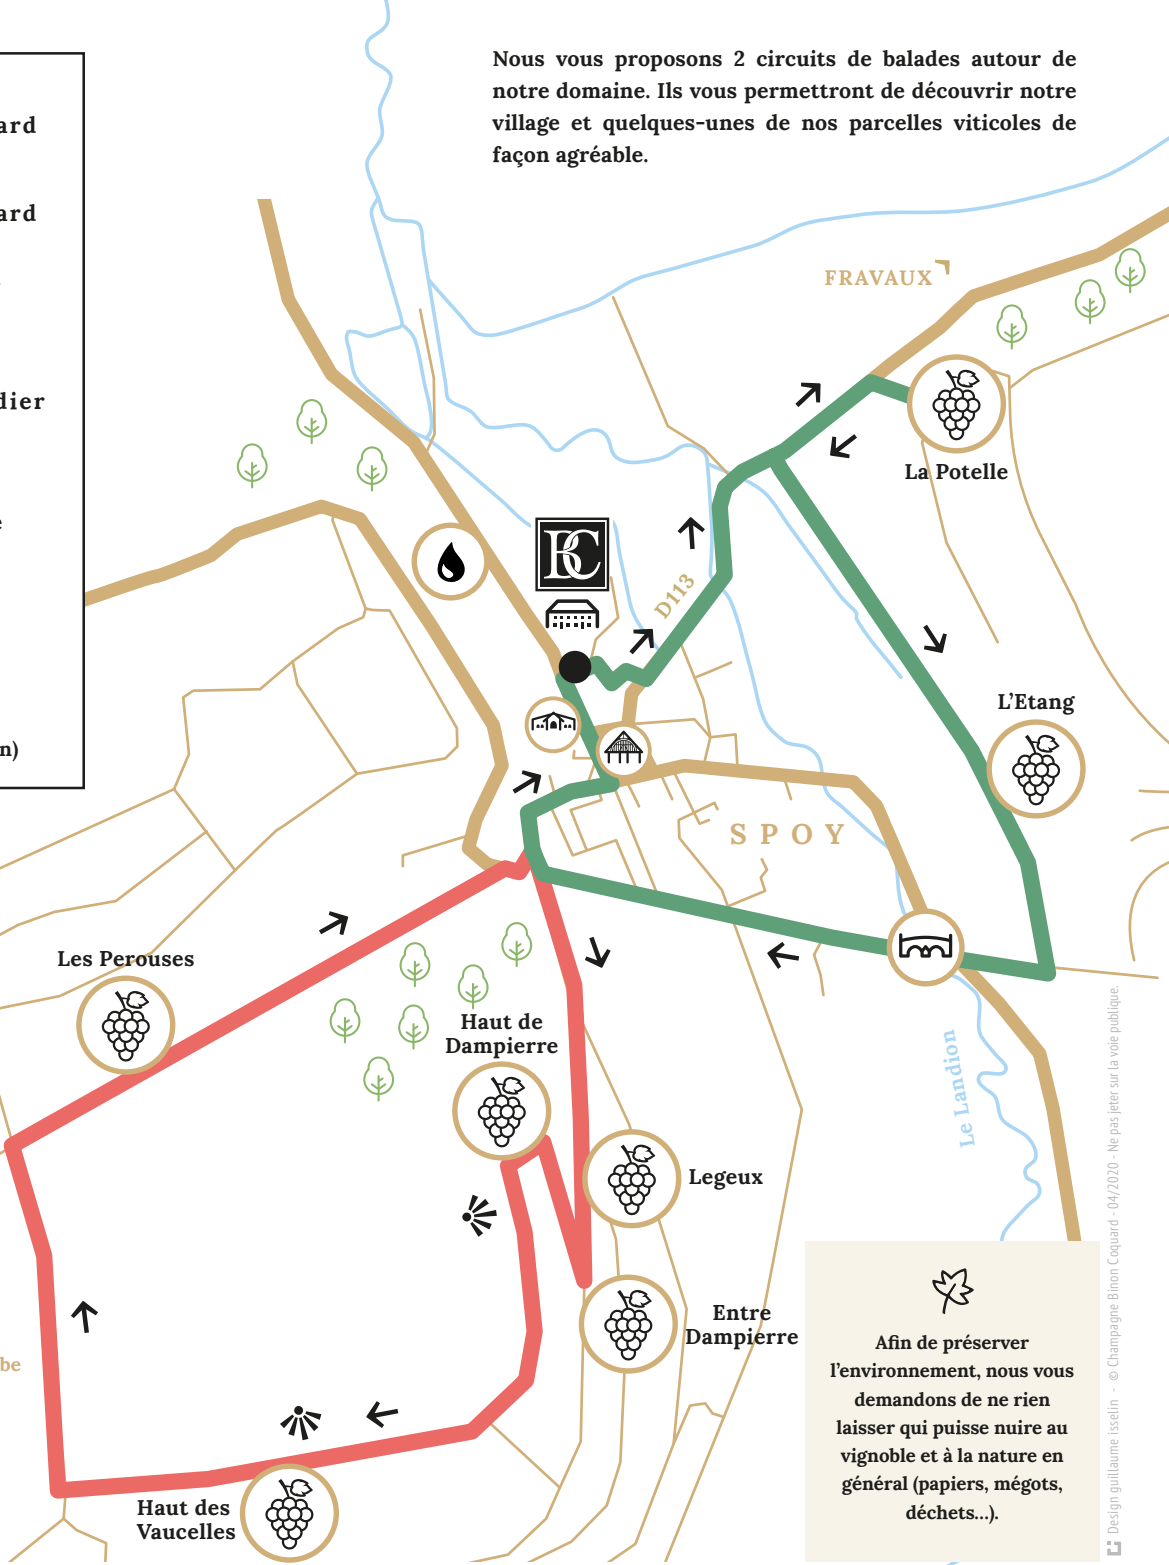 Nous vous proposons 2 circuits de balades autour de
notre domaine. Ils vous permettront de découvrir notre
village et quelques-unes de nos parcelles viticoles de
façon agréable.
ard
ard
dier
e
n)
FRAVAUX
La Potelle
BC
D113
L’Etang
SPOY
Les Perouses
Haut de
Dampierre
Le Landion
Legeux
Entre
Dampierre
be
Haut des
Vaucelles
Afin de préserver
l’environnement, nous vous
demandons de ne rien
laisser qui puisse nuire au
vignoble et à la nature en
général (papiers, mégots,
déchets...).
Design guillaume isselin - © Champagne Binon Coquard - 04/2020 - Ne pas jeter sur la voie publique.